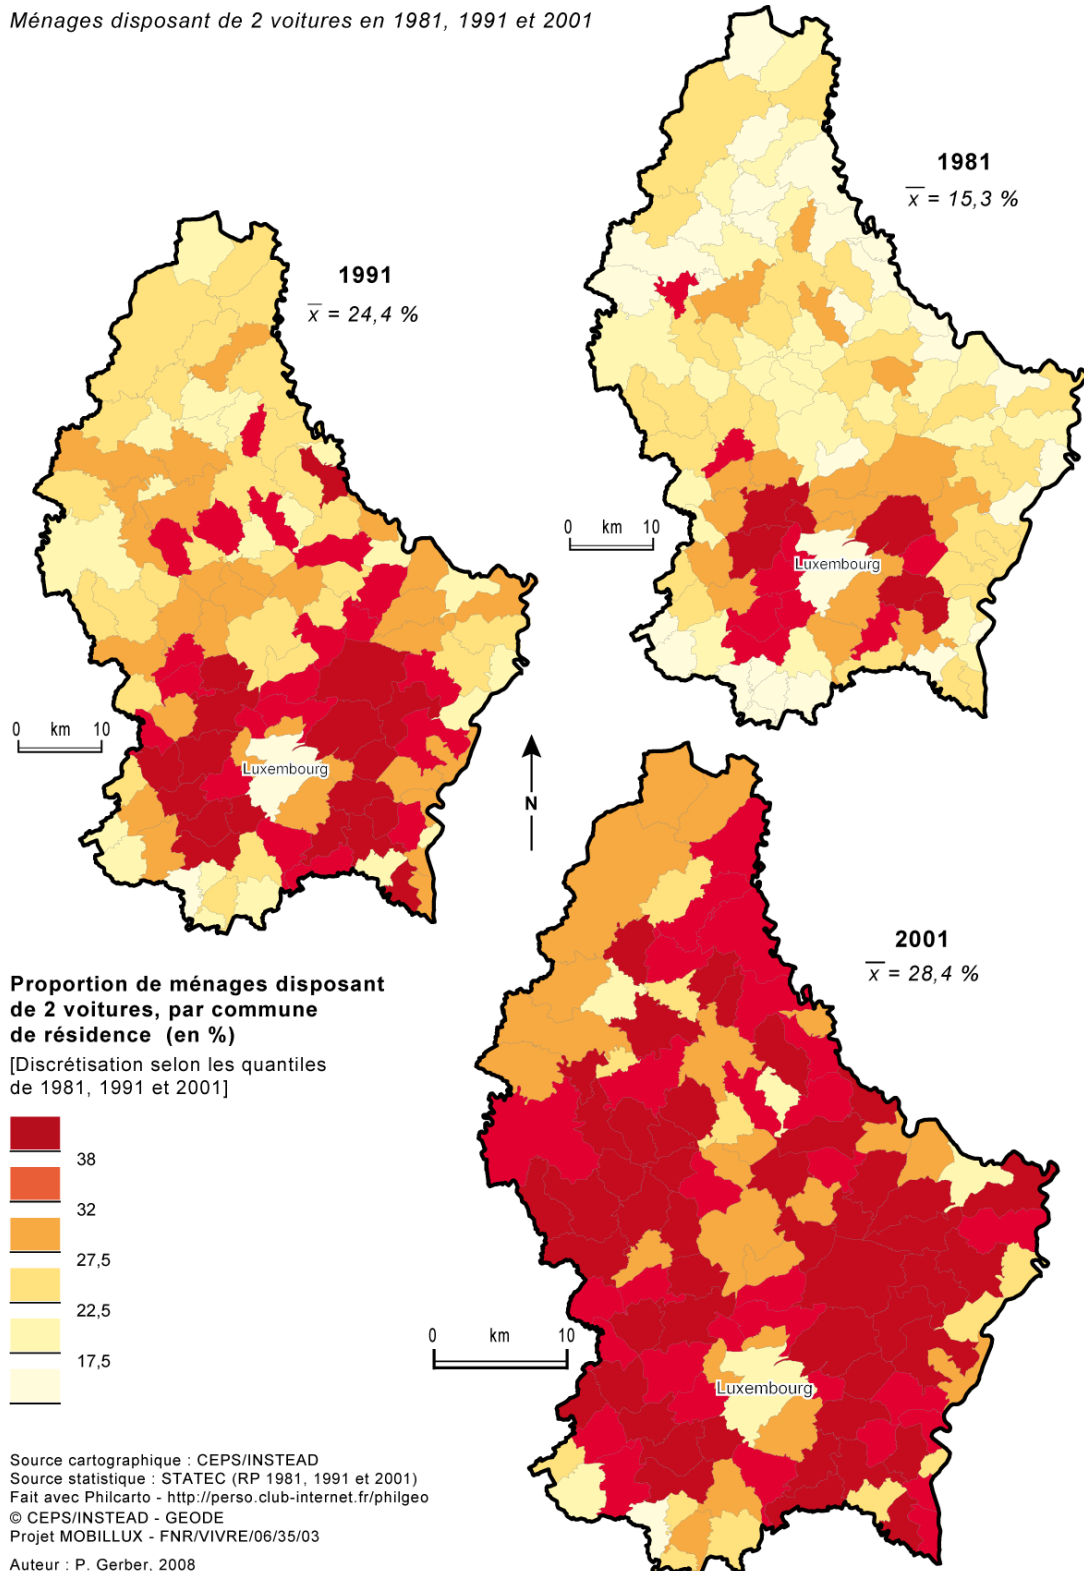 Ménages disposant de 2 voitures en 1981, 1991 et 2001
1981
x = 15,3 %
0 km 10
Luxembourg
1991
x = 24,4 %
0 km 10
Luxembourg
N
2001
x = 28,4 %
0 km 10
Luxembourg
Proportion de ménages disposant
de 2 voitures, par commune
de résidence (en %)
[Discrétisation selon les quantiles
de 1981, 1991 et 2001]
38
32
27,5
22,5
17,5
Source cartographique : CEPS/INSTEAD
Source statistique : STATEC (RP 1981, 1991 et 2001)
Fait avec Philcarto - http://perso.club-internet.fr/philgeo
© CEPS/INSTEAD - GEODE
Projet MOBILLUX - FNR/VIVRE/06/35/03
Auteur : P. Gerber, 2008